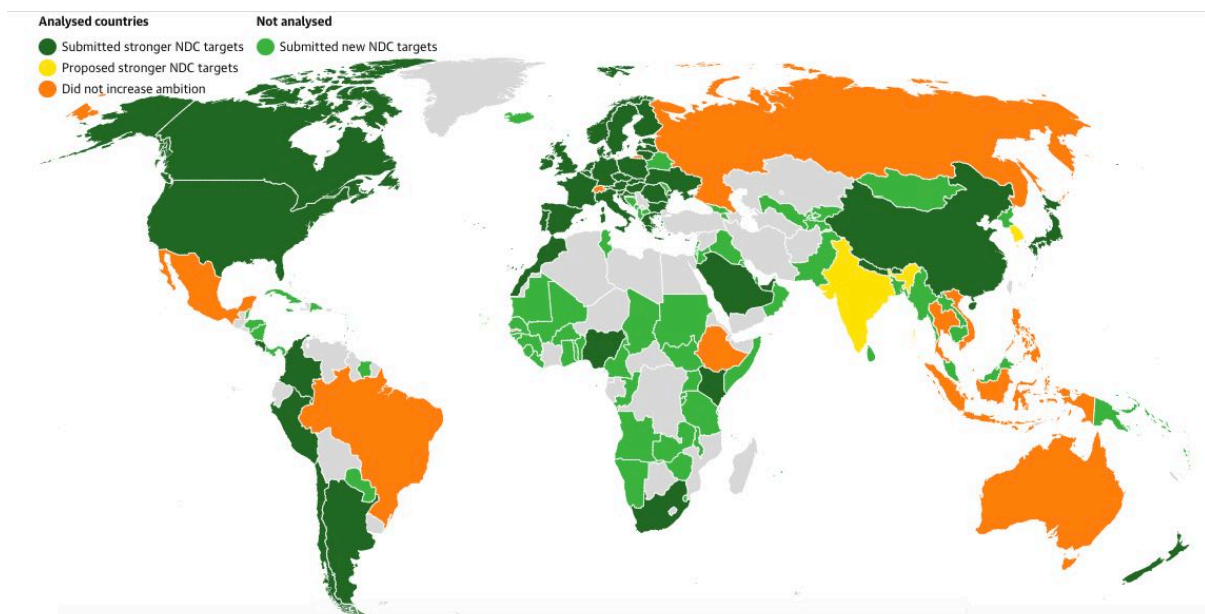 Analysed countries
Not analysed
Submitted stronger NDC targets
Submitted new NDC targets
Proposed stronger NDC targets
Did not increase ambition